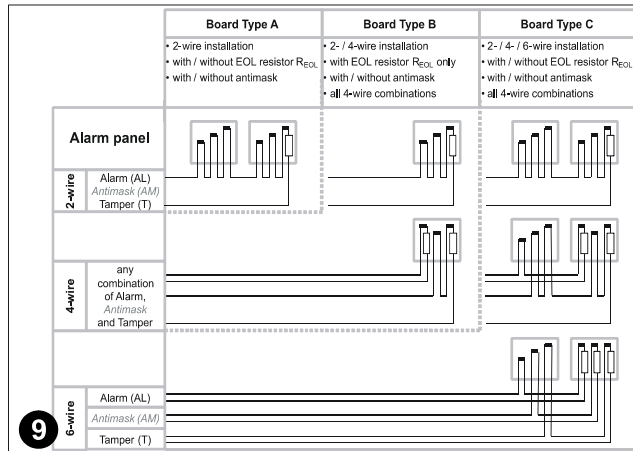 Board Type A
Board Type B
Board Type C
• 2-wire installation
• with / without EOL resistor REOL
• with / without antimask
• 2- / 4-wire installation
• with EOL resistor REOL only
• with / without antimask
• all 4-wire combinations
• 2- / 4- / 6-wire installation
• with / without EOL resistor REOL
• with / without antimask
• all 4-wire combinations
Alarm panel
2-wire
Alarm (AL)
Antimask (AM)
Tamper (T)
4-wire
any
combination
of Alarm,
Antimask
and Tamper
6-wire
Alarm (AL)
Antimask (AM)
Tamper (T)
9